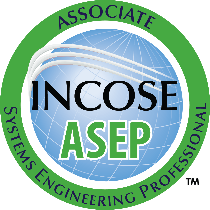 ASSOCIATE
INCOSE
ASEP
SYSTEMS ENGINEERING PROFESSIONAL
TM